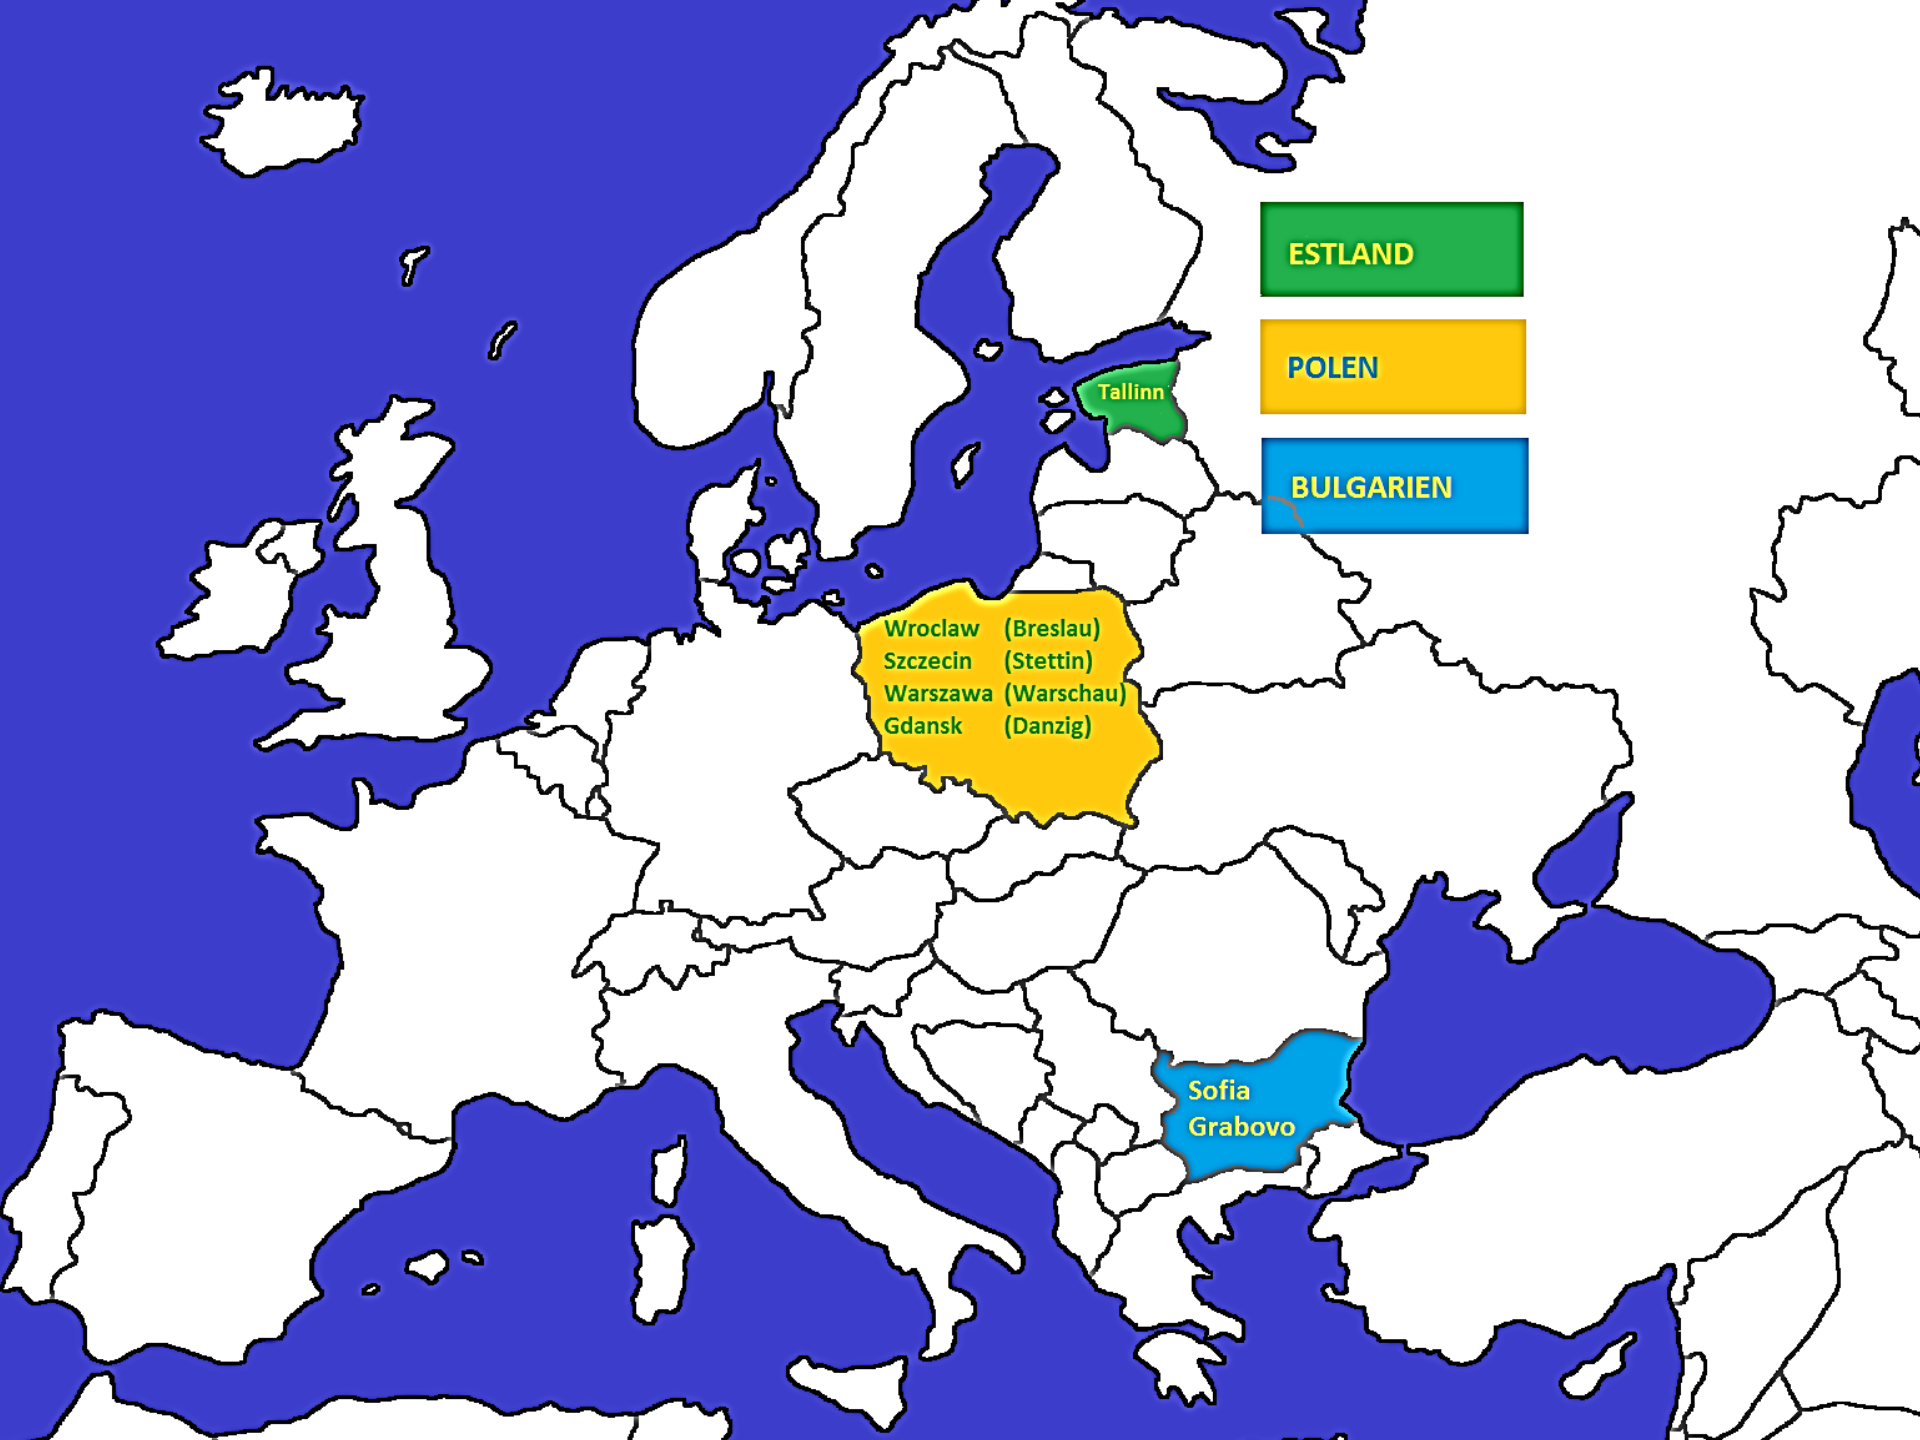 ESTLAND
POLEN
Tallinn
BULGARIEN
Wroclaw (Breslau)
Szczecin (Stettin)
Warszawa (Warschau)
Gdansk (Danzig)
Sofia
Grabovo